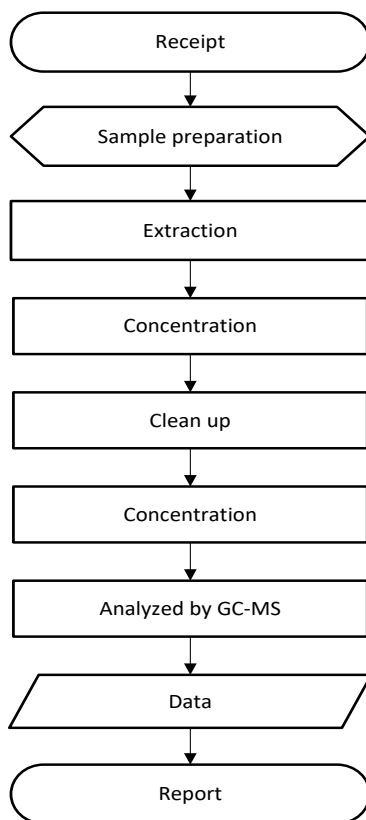 Receipt
Sample preparation
Extraction
Concentration
Clean up
Concentration
Analyzed by GC-MS
Data
Report